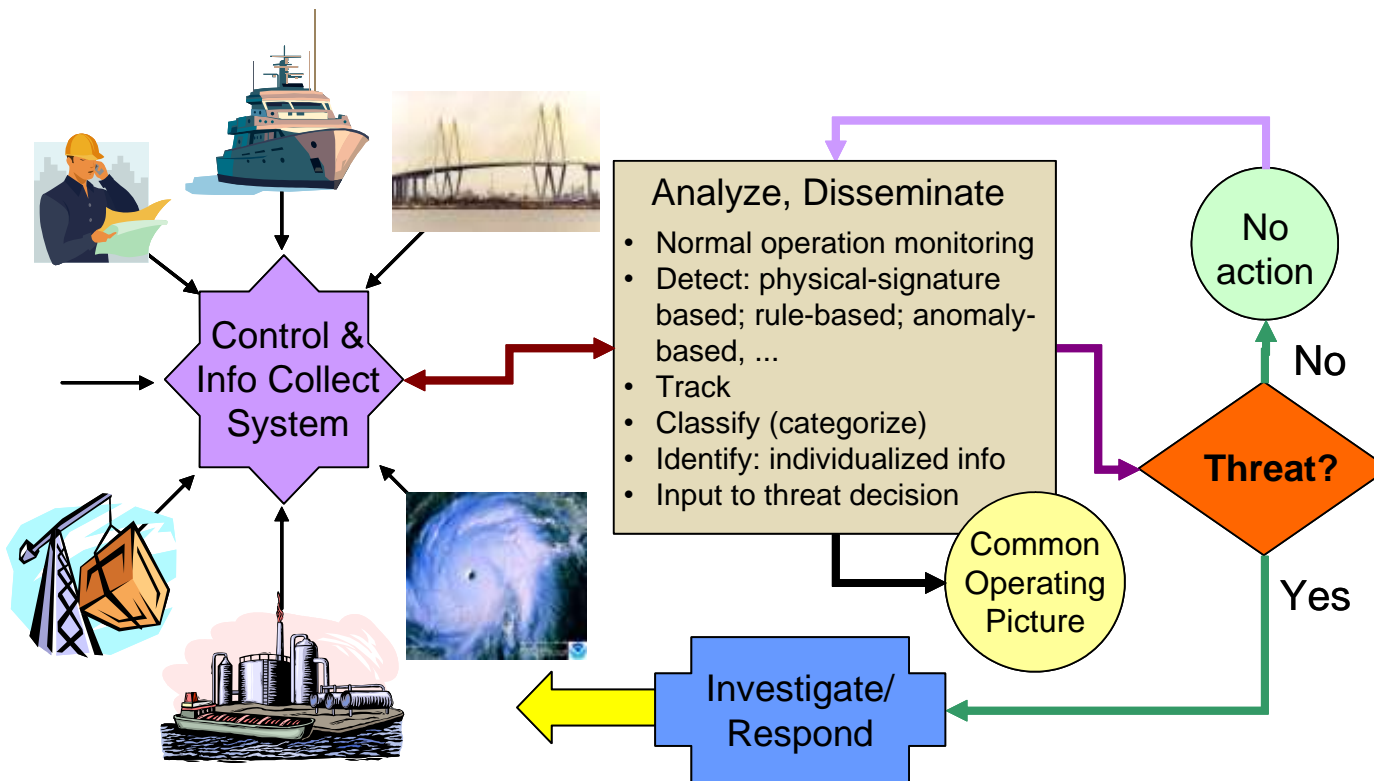 Control &
Info Collect
System
Analyze, Disseminate
• Normal operation monitoring
• Detect: physical-signature
based; rule-based; anomaly-
based, ...
• Track
• Classify (categorize)
• Identify: individualized info
• Input to threat decision
No
action
No
Threat?
Yes
Common
Operating
Picture
Investigate/
Respond